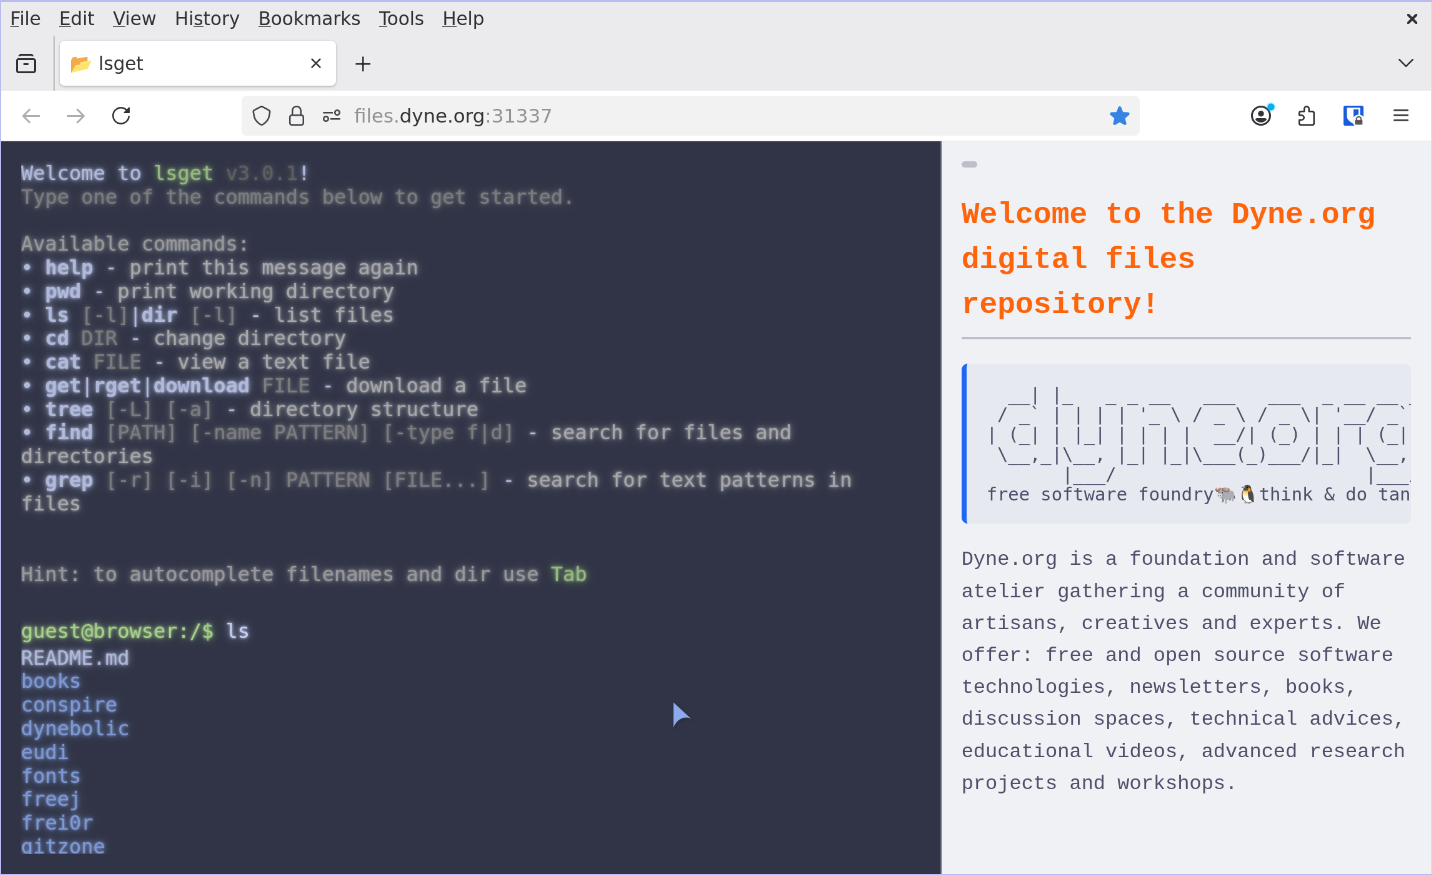 File Edit View History Bookmarks Tools Help
lsget
files.dyne.org:31337
Welcome to lsget v3.0.1!
Type one of the commands below to get started.
Available commands:
• help - print this message again
• pwd - print working directory
• ls [-l]|dir [-l] - list files
• cd DIR - change directory
• cat FILE - view a text file
• get|rget|download FILE - download a file
• tree [-L] [-a] - directory structure
• find [PATH] [-name PATTERN] [-type f|d] - search for files and
directories
• grep [-r] [-i] [-n] PATTERN [FILE...] - search for text patterns in
files
Hint: to autocomplete filenames and dir use Tab
guest@browser:/$ ls
README.md
books
conspire
dynebolic
eudi
fonts
freej
frei0r
gitzone
Welcome to the Dyne.org
digital files
repository!
free software foundry🐃🐧think & do tan
Dyne.org is a foundation and software
atelier gathering a community of
artisans, creatives and experts. We
offer: free and open source software
technologies, newsletters, books,
discussion spaces, technical advices,
educational videos, advanced research
projects and workshops.